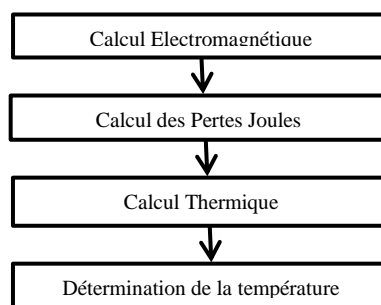 Calcul Electromagnétique
Calcul des Pertes Joules
Calcul Thermique
Détermination de la température